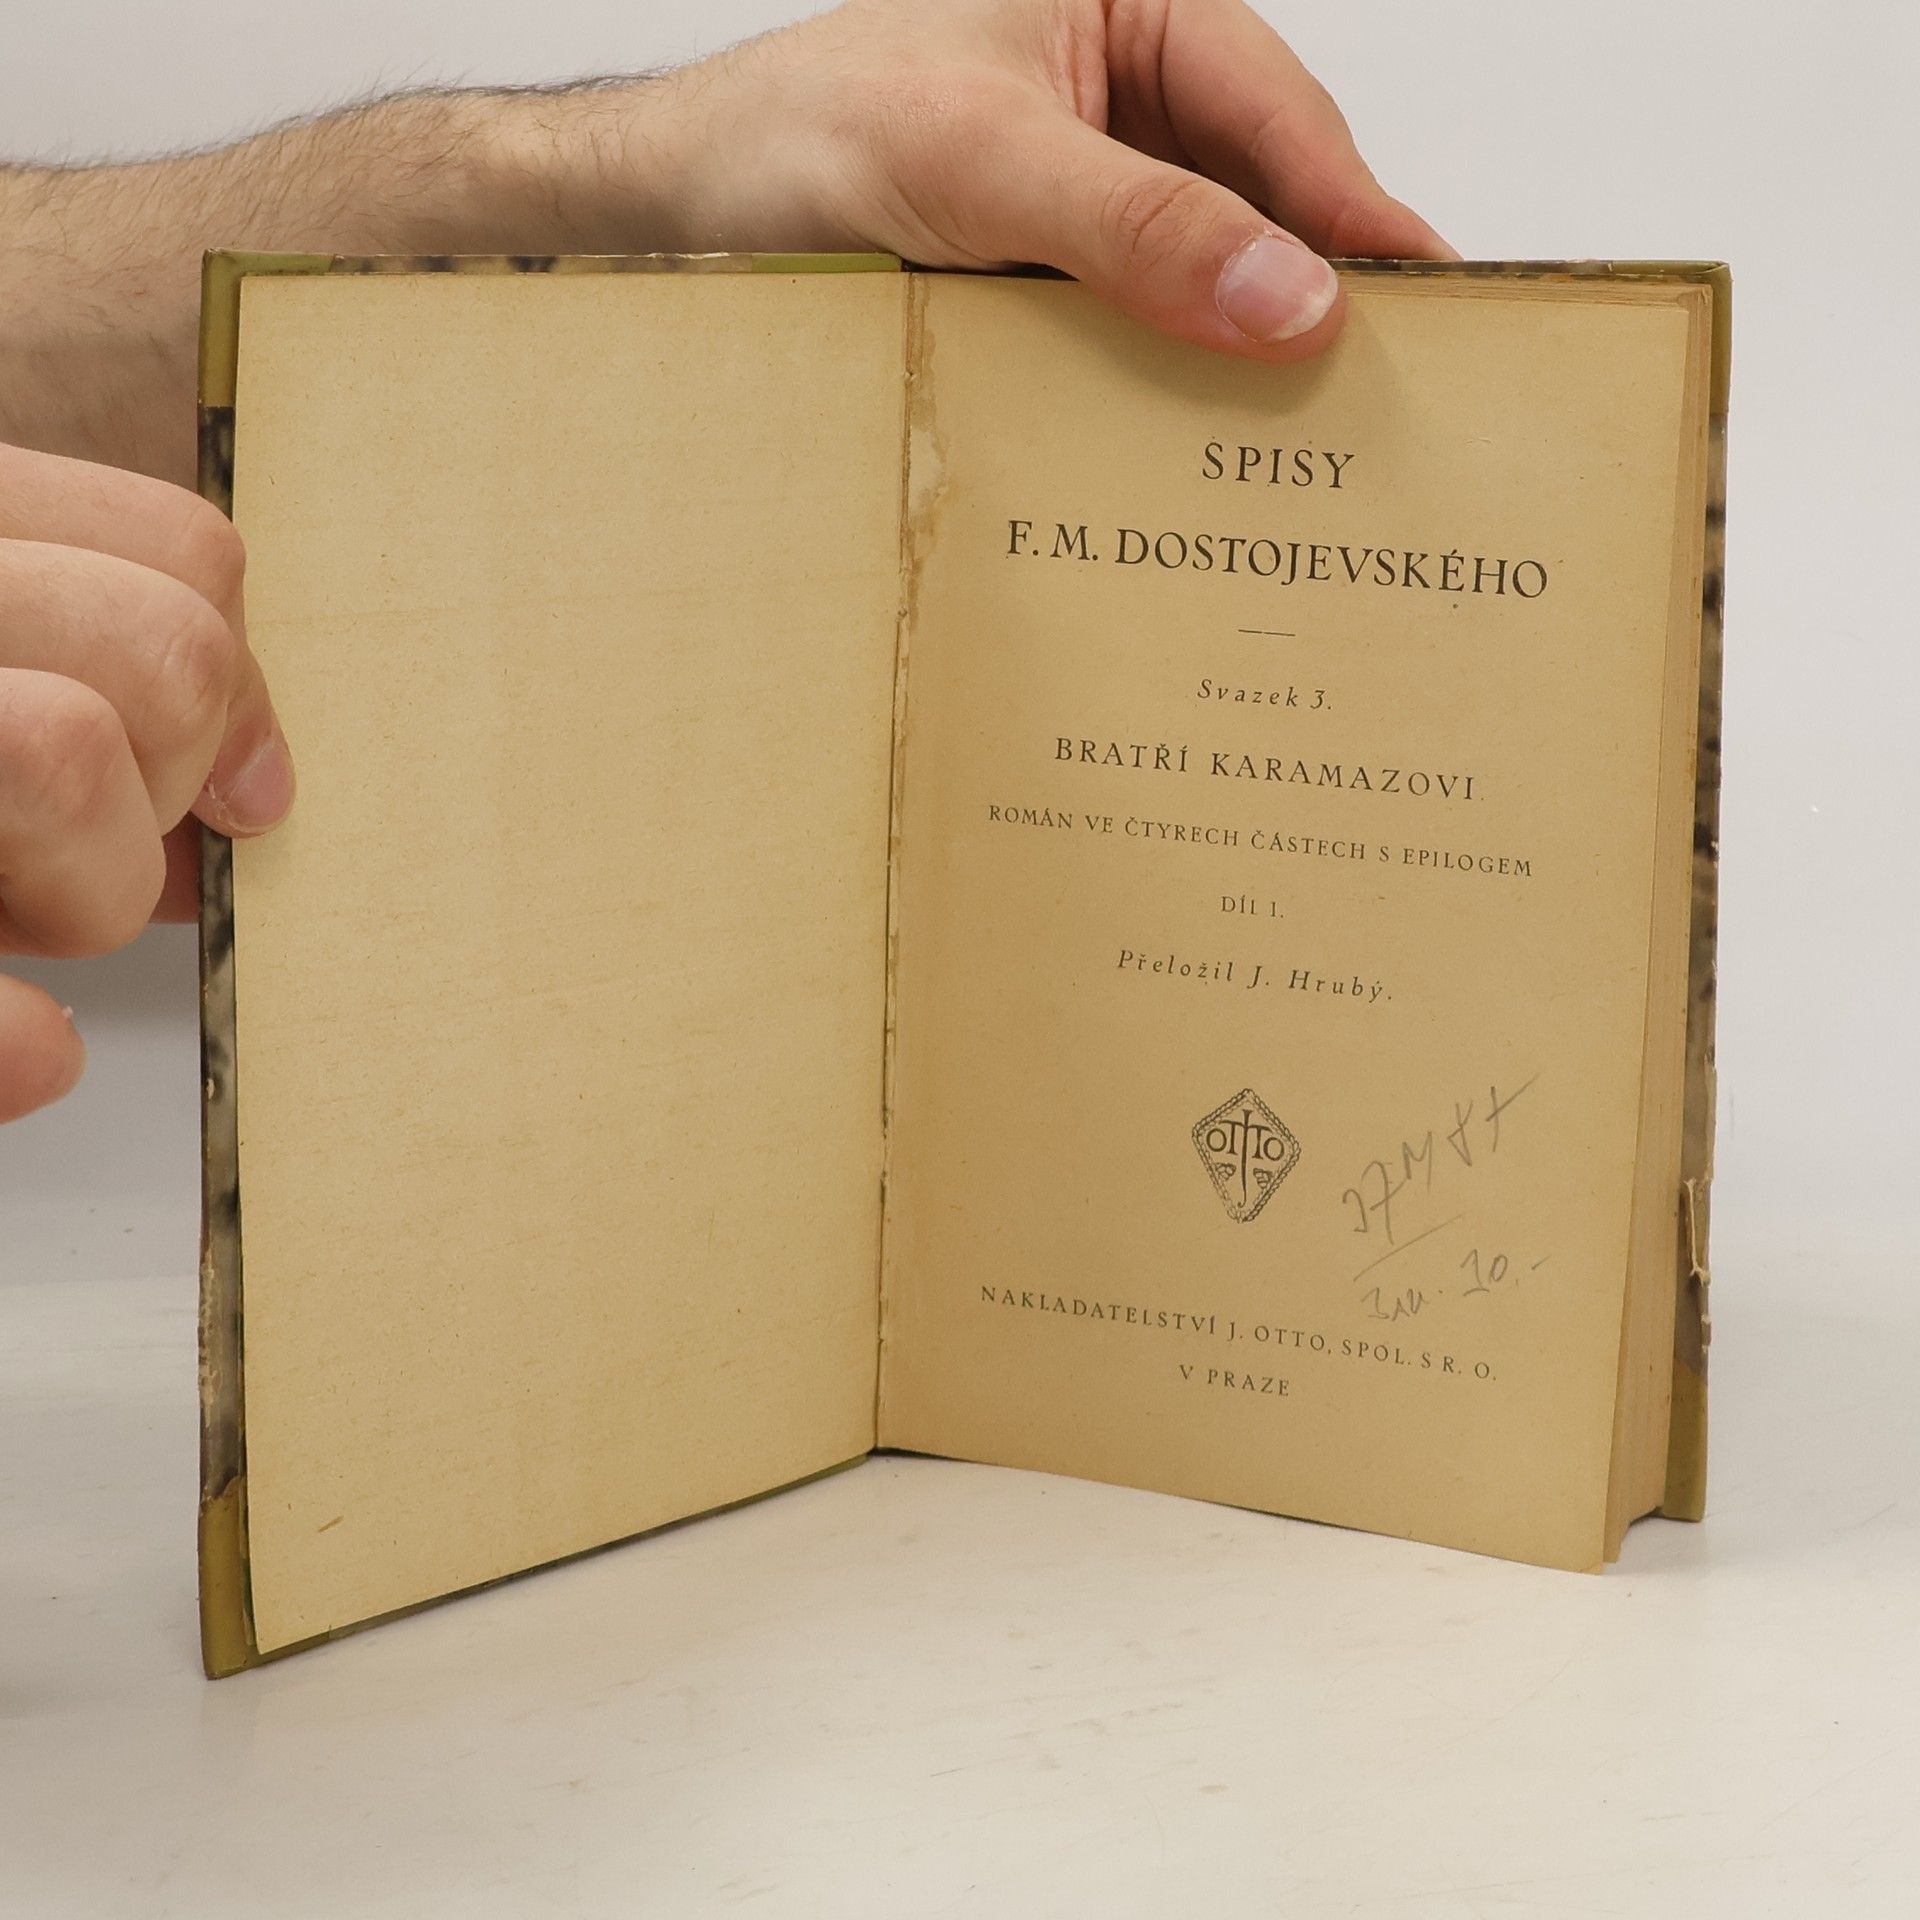 SPISY
F. M. DOSTOJEVSKÉHO
Svazek 3.
BRATŘÍ KARAMAZOVI.
ROMÁN VE ČTYRECH ČÁSTECH S EPILOGEM
DÍL I.
Přeložil J. Hrubý.
OTTO
NAKLADATELSTVÍ J. OTTO, SPOL. S R. O.
V PRAZE